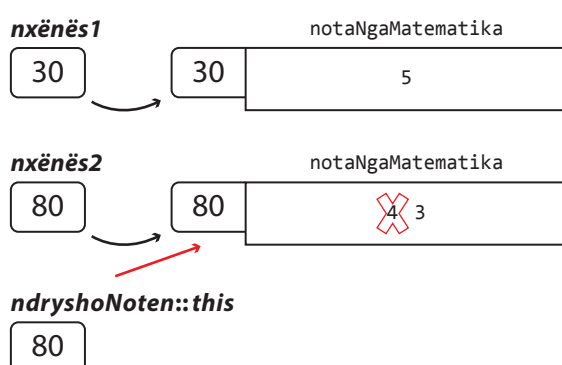 nxënës1 notaNgaMatematika
30 30 5
nxënës2 notaNgaMatematika
80 80 4 3
ndryshoNoten::this
80